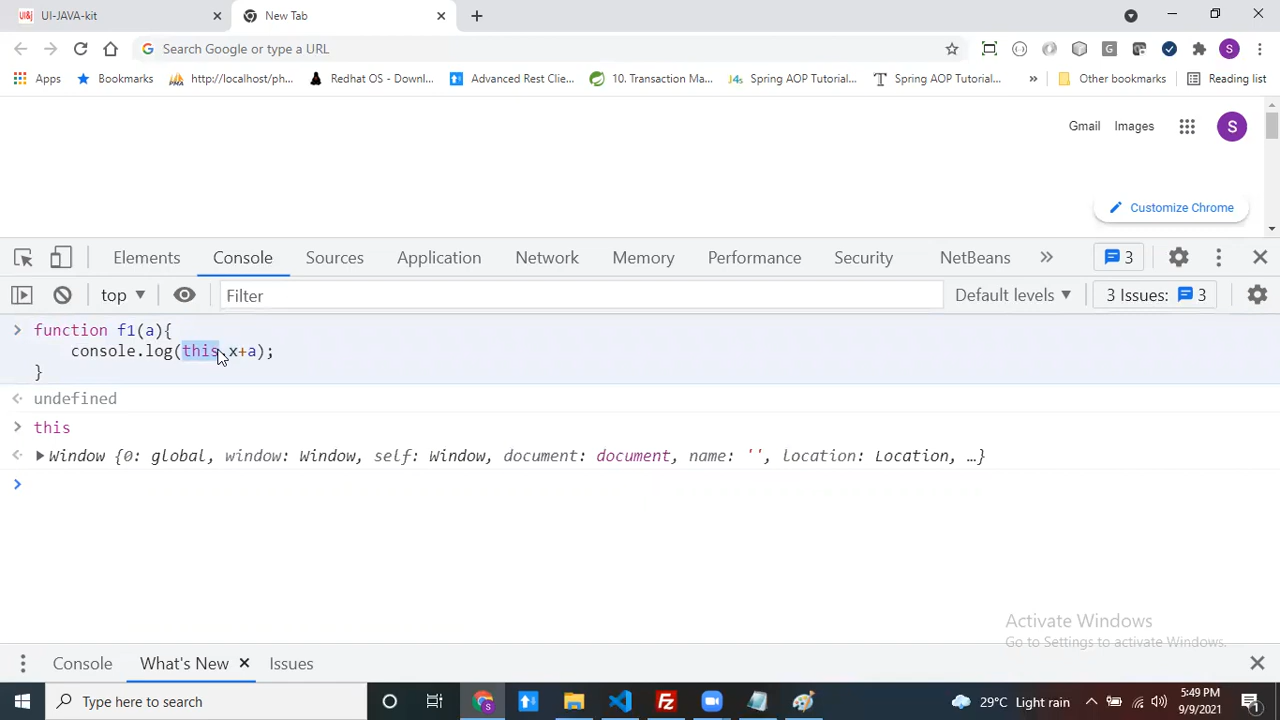 UI-JAVA-kit
New Tab
Search Google or type a URL
Apps
Bookmarks
http://localhost/ph...
Redhat OS - Downl...
Advanced Rest Clie...
10. Transaction Ma...
Spring AOP Tutorial...
Spring AOP Tutorial...
Other bookmarks
Reading list
Gmail
Images
S
Customize Chrome
Elements
Console
Sources
Application
Network
Memory
Performance
Security
NetBeans
3
top
Filter
Default levels
3 Issues: 3
function f1(a){
console.log(this.x+a);
}
undefined
this
Window {0: global, window: Window, self: Window, document: document, name: '', location: Location, …}
Activate Windows
Go to Settings to activate Windows.
Console
What's New
Issues
Type here to search
29°C Light rain
5:49 PM
9/9/2021